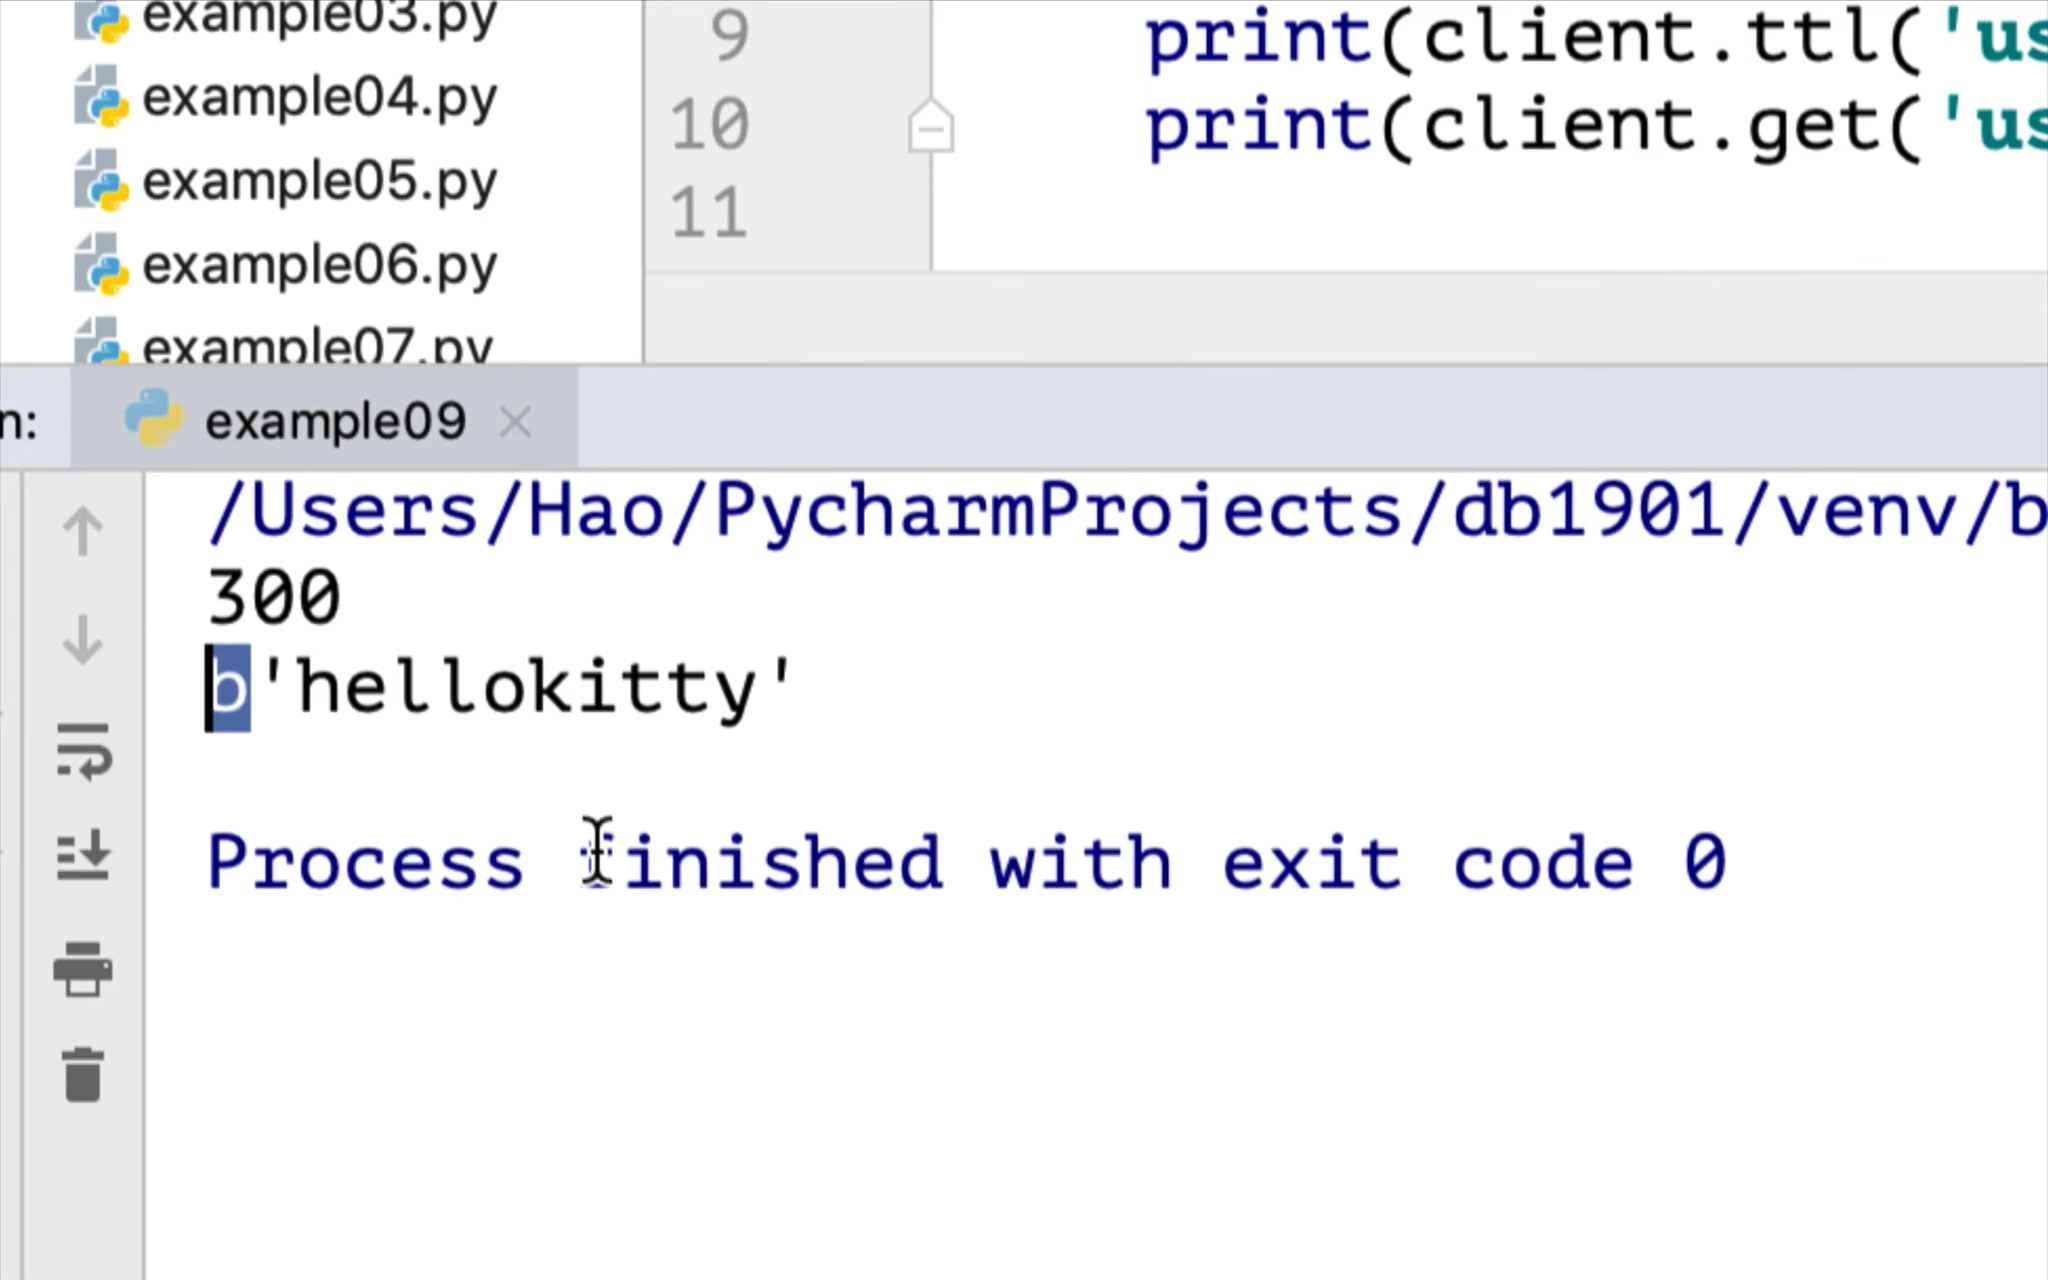 example03.py
example04.py
example05.py
example06.py
example07.py
9 print(client.ttl('us
10 print(client.get('us
11
n: example09
/Users/Hao/PycharmProjects/db1901/venv/b
300
b'hellokitty'
Process finished with exit code 0